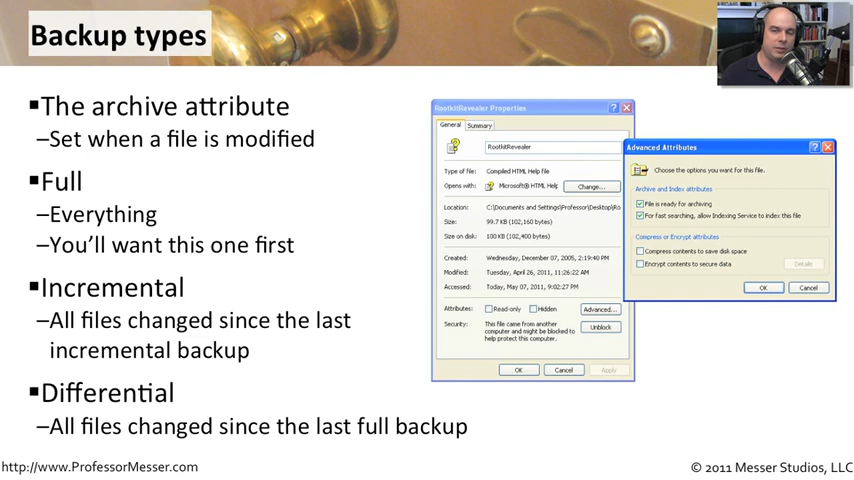 Backup types
▪The archive attribute
–Set when a file is modified
▪Full
–Everything
–You'll want this one first
▪Incremental
–All files changed since the last
incremental backup
▪Differential
–All files changed since the last full backup
RootkitRevealer Properties
General Summary
RootkitRevealer
Type of file: Compiled HTML Help file
Opens with: Microsoft® HTML Help Change...
Location: C:\Documents and Settings\Professor\Desktop\Ro
Size: 99.7 KB (102,160 bytes)
Size on disk: 100 KB (102,400 bytes)
Created: Wednesday, December 07, 2005, 2:19:40 PM
Modified: Tuesday, April 26, 2011, 11:26:22 AM
Accessed: Today, May 07, 2011, 9:02:27 PM
Attributes: Read-only Hidden Advanced...
Security: This file came from another
computer and might be blocked to
help protect this computer.
Unblock
OK Cancel Apply
Advanced Attributes
Choose the options you want for this file.
Archive and Index attributes
File is ready for archiving
For fast searching, allow Indexing Service to index this file
Compress or Encrypt attributes
Compress contents to save disk space
Encrypt contents to secure data
Details
OK Cancel
http://www.ProfessorMesser.com
© 2011 Messer Studios, LLC